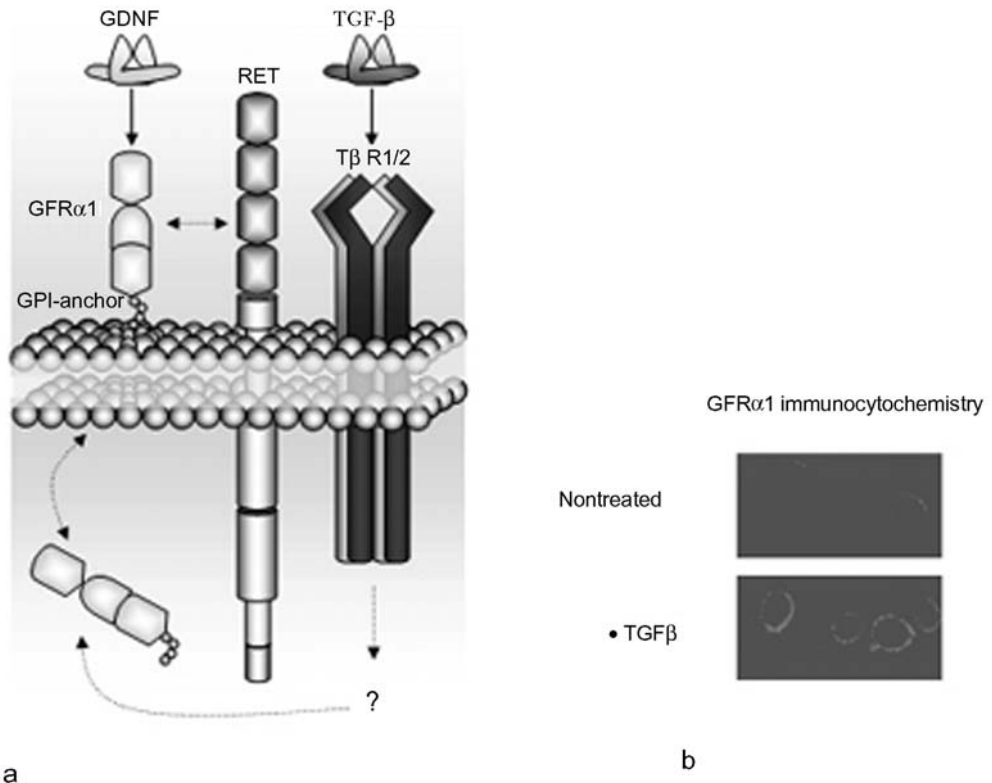 GDNF
TGF-β
RET
Tβ R1/2
GFRα1
GPI-anchor
?
a
GFRα1 immunocytochemistry
Nontreated
• TGFβ
b